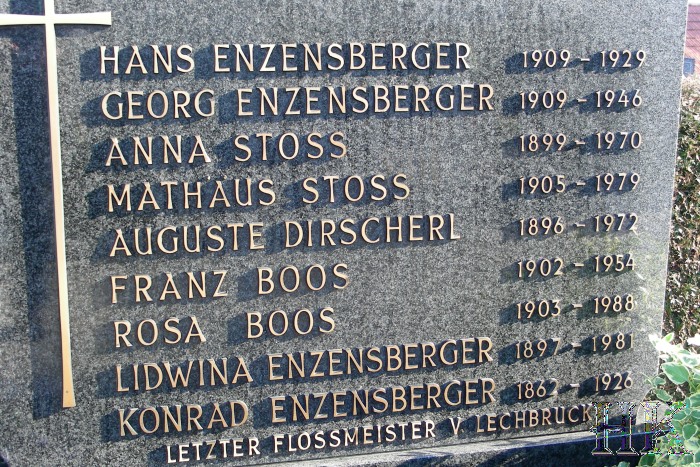 HANS ENZENSBERGER 1909 - 1929
GEORG ENZENSBERGER 1909 - 1946
ANNA STOSS 1899 - 1970
MATHÄUS STOSS 1905 - 1979
AUGUSTE DIRSCHERL 1896 - 1972
FRANZ BOOS 1902 - 1954
ROSA BOOS 1903 - 1988
LIDWINA ENZENSBERGER 1897 - 1981
KONRAD ENZENSBERGER 1862 - 1926
LETZTER FLOSSMEISTER V. LECHBRUCK
HK